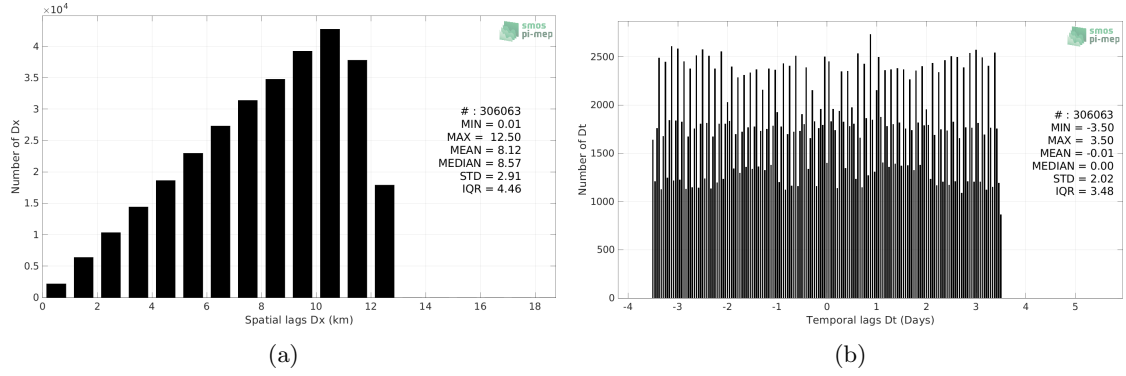 ×10⁴
4
3.5
3
2.5
2
1.5
1
0.5
0
Number of Dx
0 2 4 6 8 10 12 14 16 18
Spatial lags Dx (km)
smos
pi-mep
# : 306063
MIN = 0.01
MAX = 12.50
MEAN = 8.12
MEDIAN = 8.57
STD = 2.91
IQR = 4.46
(a)
2500
2000
1500
1000
500
0
Number of Dt
-4 -3 -2 -1 0 1 2 3 4 5
Temporal lags Dt (Days)
smos
pi-mep
# : 306063
MIN = -3.50
MAX = 3.50
MEAN = -0.01
MEDIAN = 0.00
STD = 2.02
IQR = 3.48
(b)